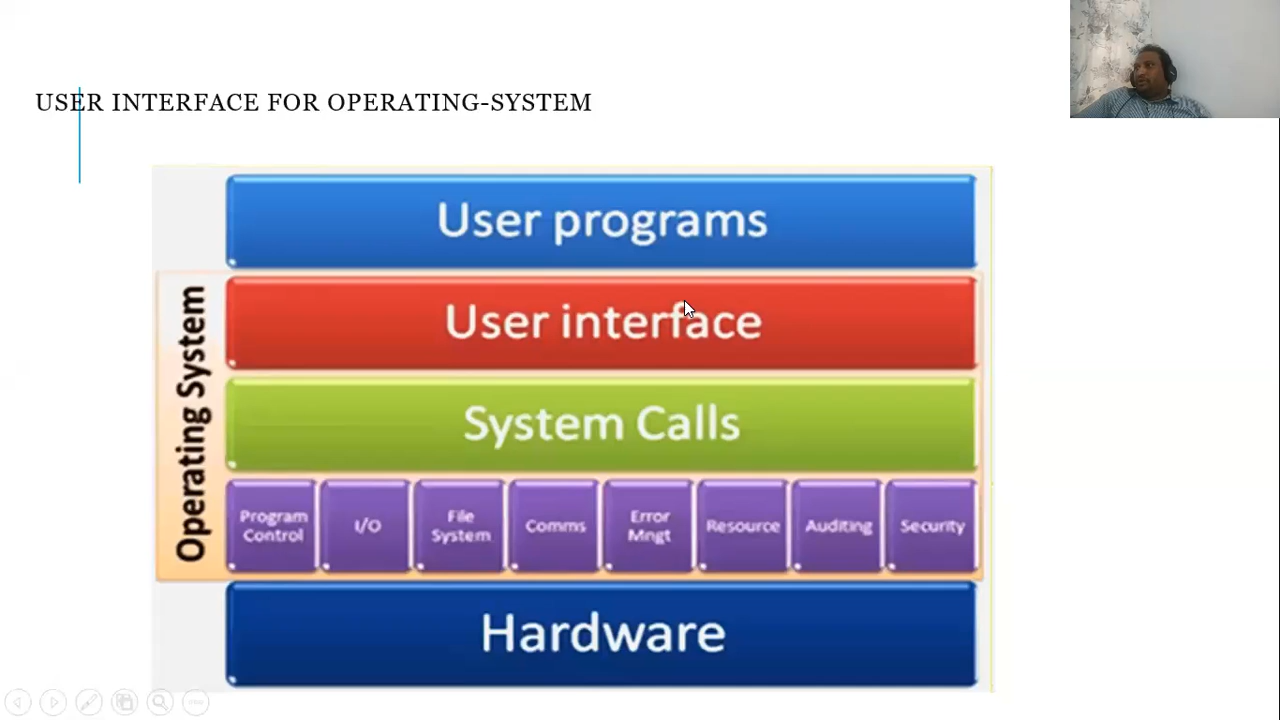 USER INTERFACE FOR OPERATING-SYSTEM
User programs
Operating System
User interface
System Calls
Program
Control
I/O
File
System
Comms
Error
Mngt
Resource
Auditing
Security
Hardware